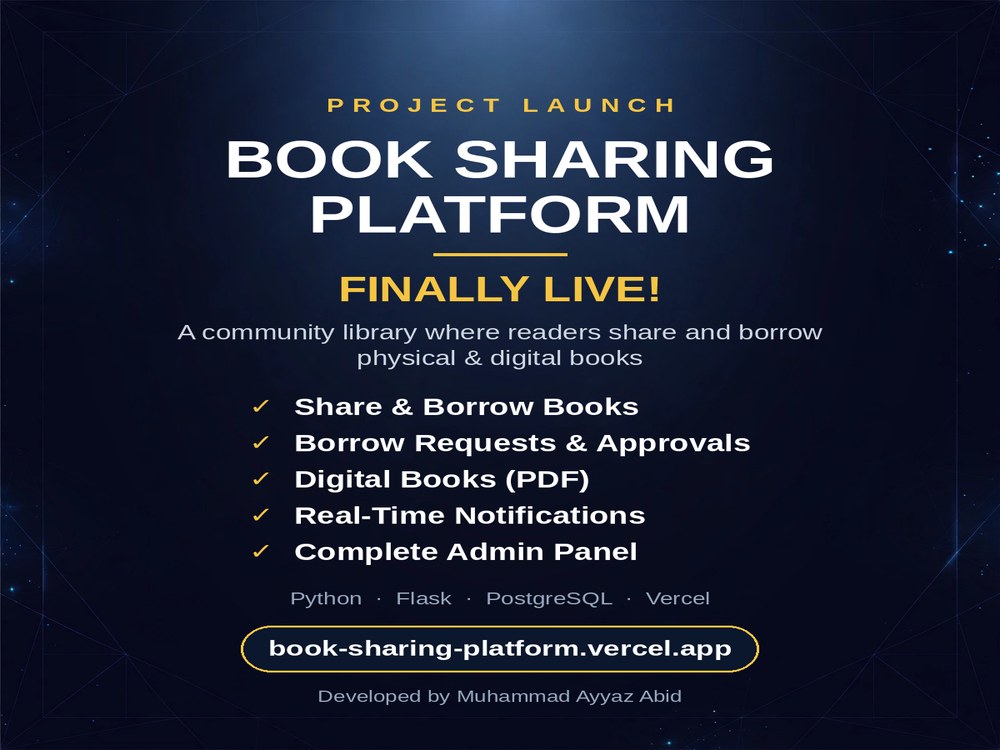 PROJECT LAUNCH
BOOK SHARING
PLATFORM
FINALLY LIVE!
A community library where readers share and borrow
physical & digital books
✓ Share & Borrow Books
✓ Borrow Requests & Approvals
✓ Digital Books (PDF)
✓ Real-Time Notifications
✓ Complete Admin Panel
Python · Flask · PostgreSQL · Vercel
book-sharing-platform.vercel.app
Developed by Muhammad Ayyaz Abid